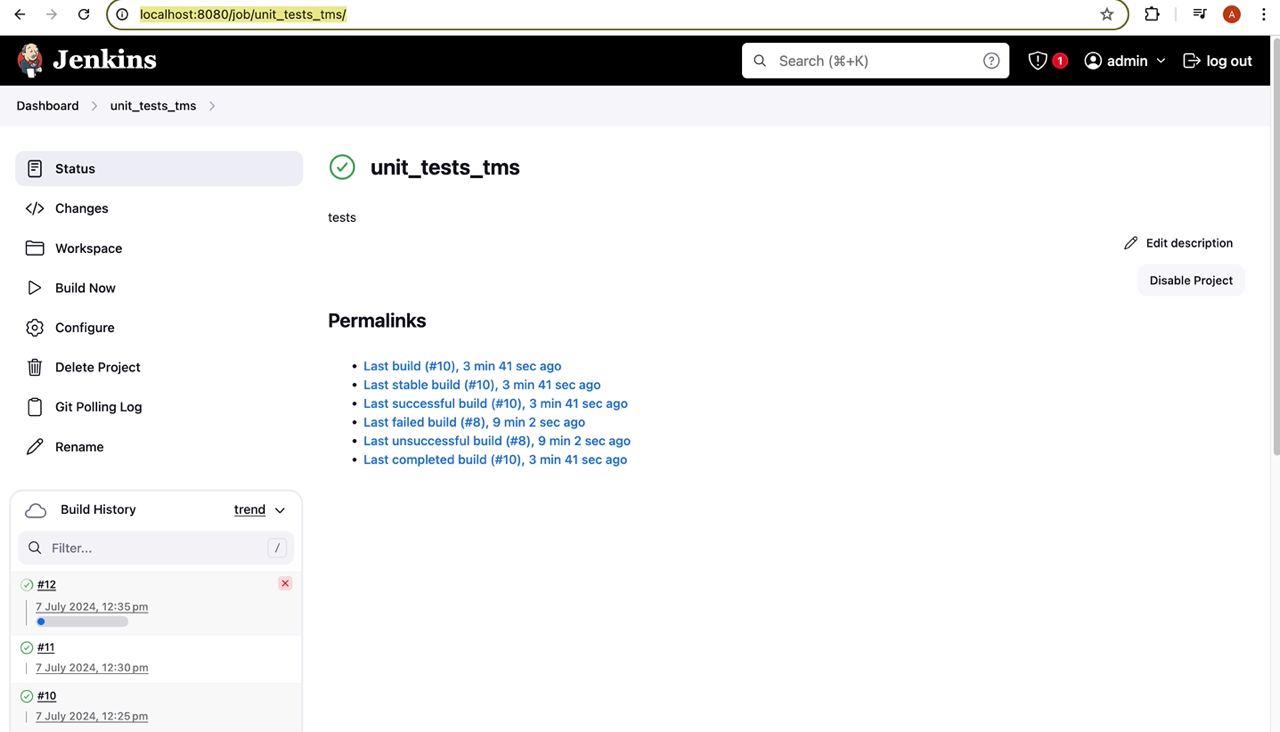 localhost:8080/job/unit_tests_tms/
A
Jenkins
Search (⌘+K)
?
1
admin
log out
Dashboard
unit_tests_tms
Status
Changes
Workspace
Build Now
Configure
Delete Project
Git Polling Log
Rename
unit_tests_tms
tests
Edit description
Disable Project
Permalinks
• Last build (#10), 3 min 41 sec ago
• Last stable build (#10), 3 min 41 sec ago
• Last successful build (#10), 3 min 41 sec ago
• Last failed build (#8), 9 min 2 sec ago
• Last unsuccessful build (#8), 9 min 2 sec ago
• Last completed build (#10), 3 min 41 sec ago
Build History
trend
Filter...
/
#12
7 July 2024, 12:35 pm
#11
7 July 2024, 12:30 pm
#10
7 July 2024, 12:25 pm